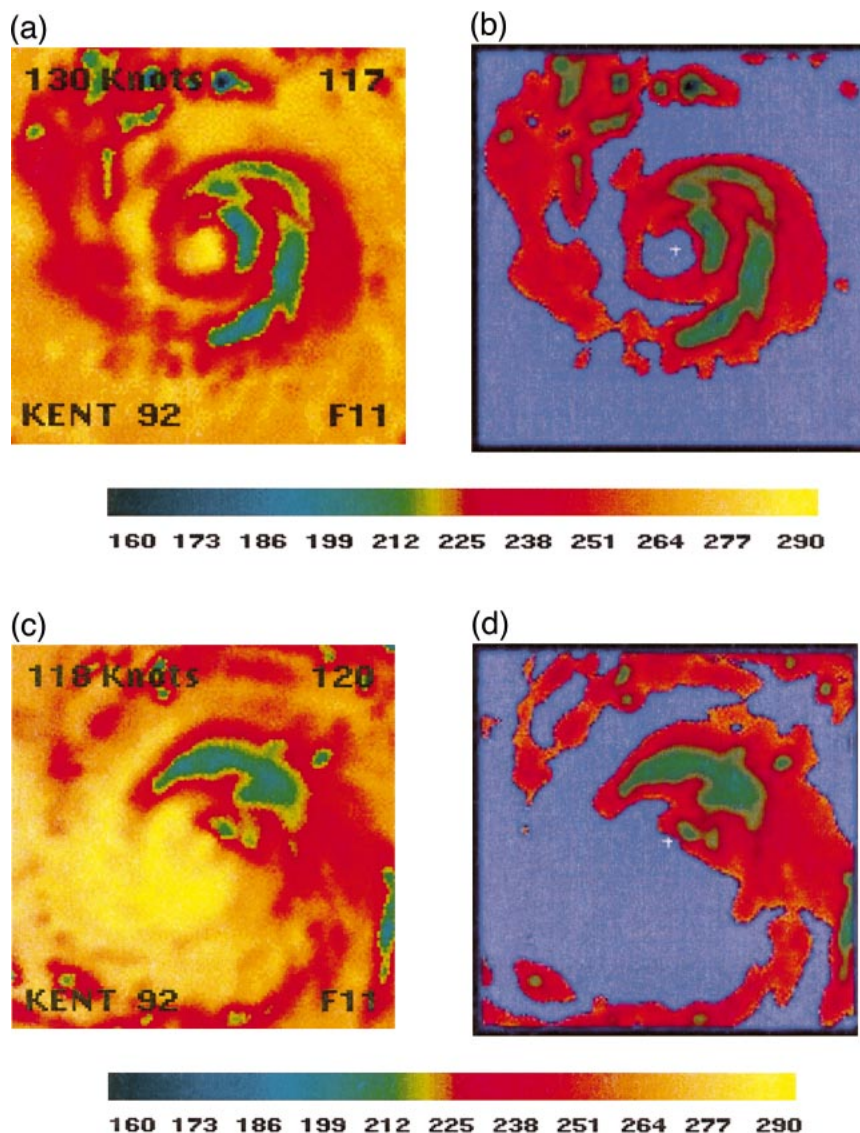 (a)
(b)
130 Knots 117
KENT 92 F11
160 173 186 199 212 225 238 251 264 277 290
(c)
(d)
118 Knots 120
KENT 92 F11
160 173 186 199 212 225 238 251 264 277 290